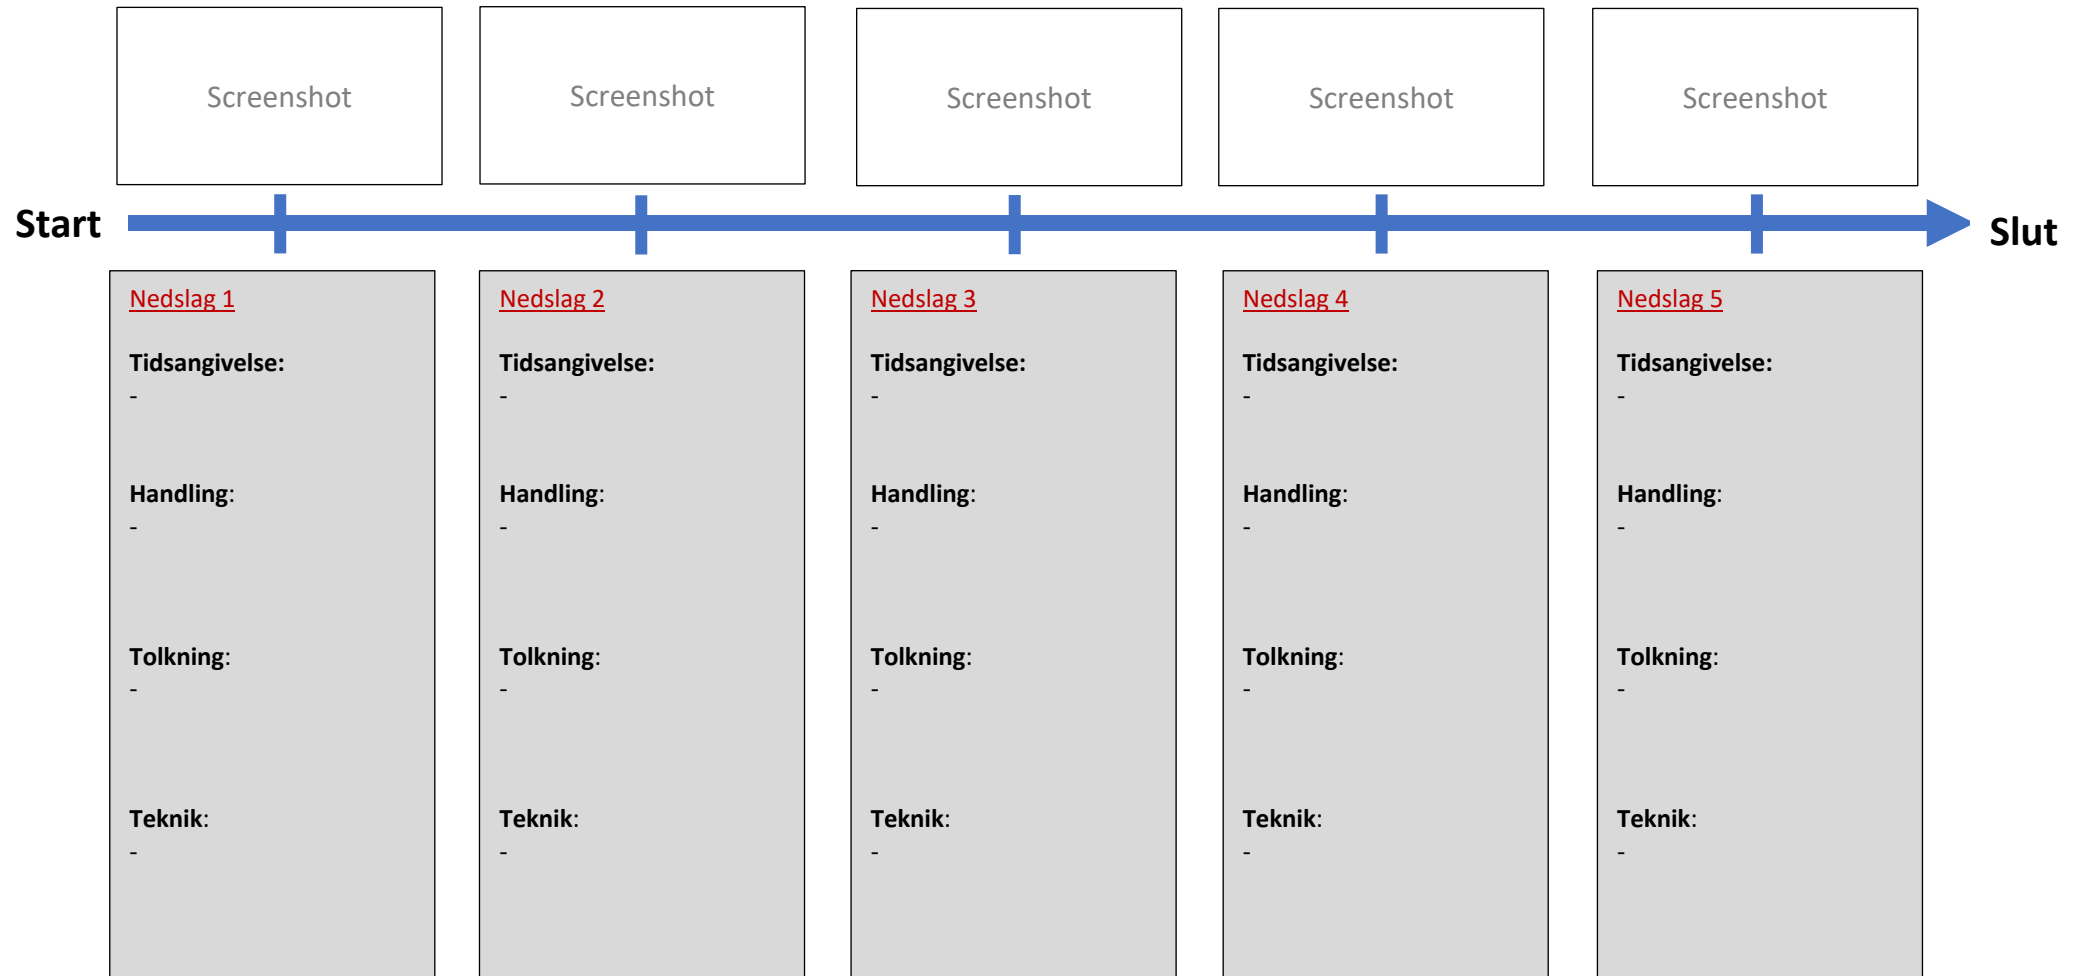 Screenshot
Screenshot
Screenshot
Screenshot
Screenshot
Start
Slut
Nedslag 1
Tidsangivelse:
-
Handling:
-
Tolkning:
-
Teknik:
-
Nedslag 2
Tidsangivelse:
-
Handling:
-
Tolkning:
-
Teknik:
-
Nedslag 3
Tidsangivelse:
-
Handling:
-
Tolkning:
-
Teknik:
-
Nedslag 4
Tidsangivelse:
-
Handling:
-
Tolkning:
-
Teknik:
-
Nedslag 5
Tidsangivelse:
-
Handling:
-
Tolkning:
-
Teknik:
-